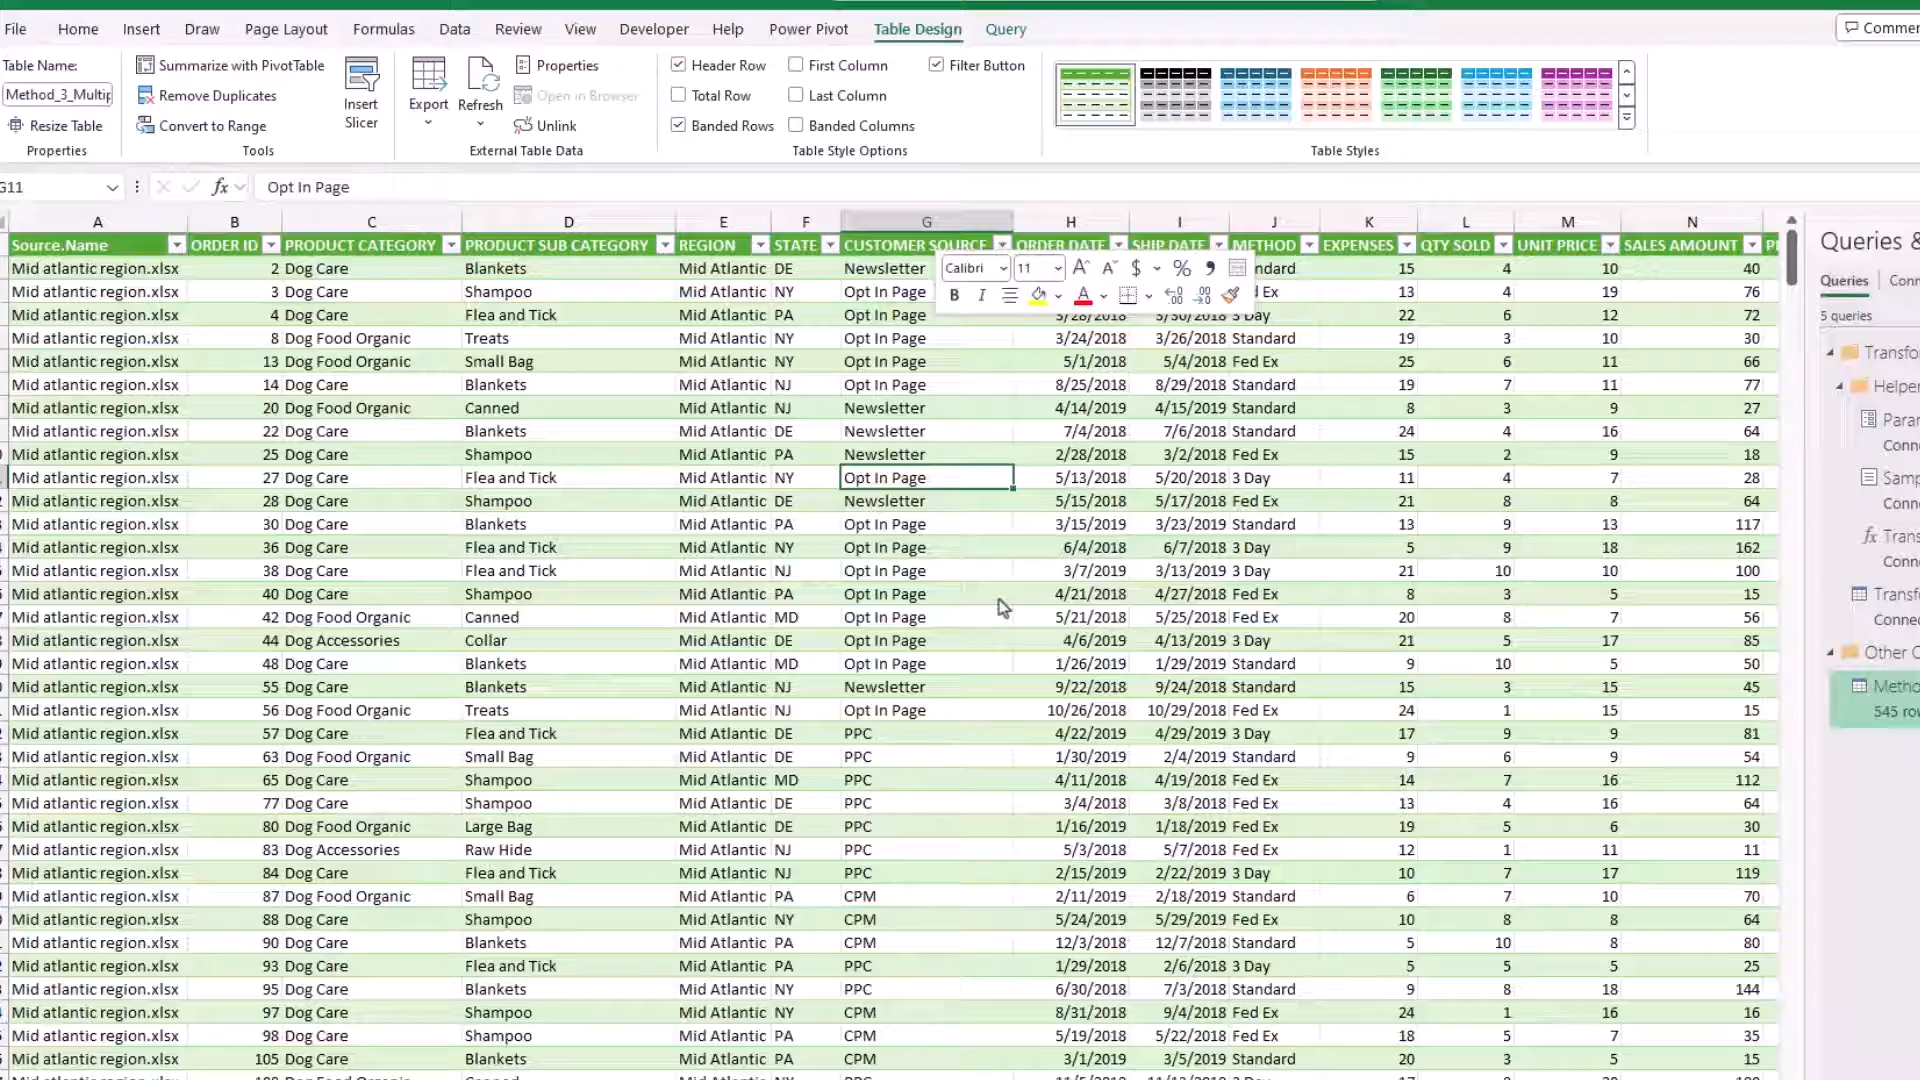 File Home Insert Draw Page Layout Formulas Data Review View Developer Help Power Pivot Table Design Query
Table Name:
Method_3_Multip
Resize Table
Properties
Summarize with PivotTable
Remove Duplicates
Convert to Range
Tools
Insert
Slicer
Export
Refresh
Properties
Open in Browser
Unlink
External Table Data
Header Row First Column Filter Button
Total Row Last Column
Banded Rows Banded Columns
Table Style Options
Table Styles
G11 fx Opt In Page
A B C D E F G H I J K L M N
Source.Name ORDER ID PRODUCT CATEGORY PRODUCT SUB CATEGORY REGION STATE CUSTOMER SOURCE ORDER DATE SHIP DATE METHOD EXPENSES QTY SOLD UNIT PRICE SALES AMOUNT
Mid atlantic region.xlsx 2 Dog Care Blankets Mid Atlantic DE Newsletter 15 4 10 40
Mid atlantic region.xlsx 3 Dog Care Shampoo Mid Atlantic NY Opt In Page Ex 13 4 19 76
Mid atlantic region.xlsx 4 Dog Care Flea and Tick Mid Atlantic PA Opt In Page 3/28/2018 3/30/2018 3 Day 22 6 12 72
Mid atlantic region.xlsx 8 Dog Food Organic Treats Mid Atlantic NY Opt In Page 3/24/2018 3/26/2018 Standard 19 3 10 30
Mid atlantic region.xlsx 13 Dog Food Organic Small Bag Mid Atlantic NY Opt In Page 5/1/2018 5/4/2018 Fed Ex 25 6 11 66
Mid atlantic region.xlsx 14 Dog Care Blankets Mid Atlantic NJ Opt In Page 8/25/2018 8/29/2018 Standard 19 7 11 77
Mid atlantic region.xlsx 20 Dog Food Organic Canned Mid Atlantic NJ Newsletter 4/14/2019 4/15/2019 Standard 8 3 9 27
Mid atlantic region.xlsx 22 Dog Care Blankets Mid Atlantic DE Newsletter 7/4/2018 7/6/2018 Standard 24 4 16 64
Mid atlantic region.xlsx 25 Dog Care Shampoo Mid Atlantic PA Newsletter 2/28/2018 3/2/2018 Fed Ex 15 2 9 18
Mid atlantic region.xlsx 27 Dog Care Flea and Tick Mid Atlantic NY Opt In Page 5/13/2018 5/20/2018 3 Day 11 4 7 28
Mid atlantic region.xlsx 28 Dog Care Shampoo Mid Atlantic DE Newsletter 5/15/2018 5/17/2018 Fed Ex 21 8 8 64
Mid atlantic region.xlsx 30 Dog Care Blankets Mid Atlantic PA Opt In Page 3/15/2019 3/23/2019 Standard 13 9 13 117
Mid atlantic region.xlsx 36 Dog Care Flea and Tick Mid Atlantic NY Opt In Page 6/4/2018 6/7/2018 3 Day 5 9 18 162
Mid atlantic region.xlsx 38 Dog Care Flea and Tick Mid Atlantic NJ Opt In Page 3/7/2019 3/13/2019 3 Day 21 10 10 100
Mid atlantic region.xlsx 40 Dog Care Shampoo Mid Atlantic PA Opt In Page 4/21/2018 4/27/2018 Fed Ex 8 3 5 15
Mid atlantic region.xlsx 42 Dog Food Organic Canned Mid Atlantic MD Opt In Page 5/21/2018 5/25/2018 Fed Ex 20 8 7 56
Mid atlantic region.xlsx 44 Dog Accessories Collar Mid Atlantic DE Opt In Page 4/6/2019 4/13/2019 3 Day 21 5 17 85
Mid atlantic region.xlsx 48 Dog Care Blankets Mid Atlantic MD Opt In Page 1/26/2019 1/29/2019 Standard 9 10 5 50
Mid atlantic region.xlsx 55 Dog Care Blankets Mid Atlantic NJ Newsletter 9/22/2018 9/24/2018 Standard 15 3 15 45
Mid atlantic region.xlsx 56 Dog Food Organic Treats Mid Atlantic NJ Opt In Page 10/26/2018 10/29/2018 Fed Ex 24 1 15 15
Mid atlantic region.xlsx 57 Dog Care Flea and Tick Mid Atlantic DE PPC 4/22/2019 4/29/2019 3 Day 17 9 9 81
Mid atlantic region.xlsx 63 Dog Food Organic Small Bag Mid Atlantic DE PPC 1/30/2019 2/4/2019 Standard 9 6 9 54
Mid atlantic region.xlsx 65 Dog Care Shampoo Mid Atlantic MD PPC 4/11/2018 4/19/2018 Fed Ex 14 7 16 112
Mid atlantic region.xlsx 77 Dog Care Shampoo Mid Atlantic DE PPC 3/4/2018 3/8/2018 Fed Ex 13 4 16 64
Mid atlantic region.xlsx 80 Dog Food Organic Large Bag Mid Atlantic DE PPC 1/16/2019 1/18/2019 Fed Ex 19 5 6 30
Mid atlantic region.xlsx 83 Dog Accessories Raw Hide Mid Atlantic NJ PPC 5/3/2018 5/7/2018 Fed Ex 12 1 11 11
Mid atlantic region.xlsx 84 Dog Care Flea and Tick Mid Atlantic NJ PPC 2/15/2019 2/22/2019 3 Day 10 7 17 119
Mid atlantic region.xlsx 87 Dog Food Organic Small Bag Mid Atlantic PA CPM 2/11/2019 2/18/2019 Standard 6 7 10 70
Mid atlantic region.xlsx 88 Dog Care Shampoo Mid Atlantic NY CPM 5/24/2019 5/29/2019 Fed Ex 10 8 8 64
Mid atlantic region.xlsx 90 Dog Care Blankets Mid Atlantic PA CPM 12/3/2018 12/7/2018 Standard 5 10 8 80
Mid atlantic region.xlsx 93 Dog Care Flea and Tick Mid Atlantic PA PPC 1/29/2018 2/6/2018 3 Day 5 5 5 25
Mid atlantic region.xlsx 95 Dog Care Blankets Mid Atlantic NY PPC 6/30/2018 7/3/2018 Standard 9 8 18 144
Mid atlantic region.xlsx 97 Dog Care Shampoo Mid Atlantic NY CPM 8/31/2018 9/4/2018 Fed Ex 24 1 16 16
Mid atlantic region.xlsx 98 Dog Care Shampoo Mid Atlantic PA CPM 5/19/2018 5/22/2018 Fed Ex 18 5 7 35
Mid atlantic region.xlsx 105 Dog Care Blankets Mid Atlantic PA CPM 3/1/2019 3/5/2019 Standard 20 3 5 15
Calibri 11 A A $ % ,
B I A
Commen
Queries &
Queries Conn
5 queries
Transfo
Helper
Parar
Conne
Samp
Conne
fx Trans
Conne
Transfo
Connec
Other Q
Metho
545 rov